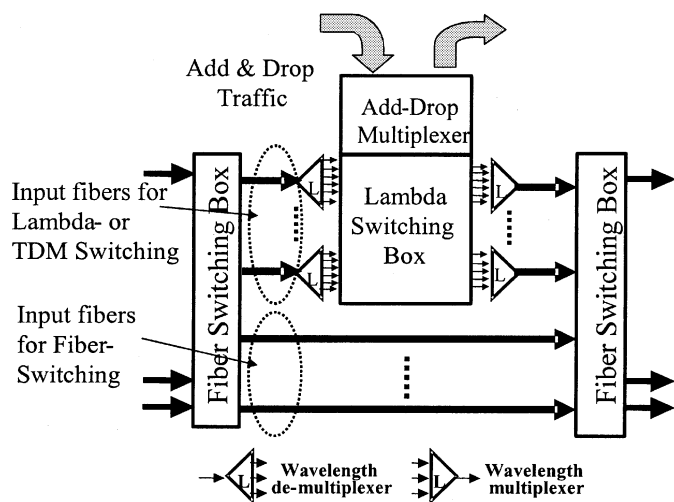 Add & Drop
Traffic
Add-Drop
Multiplexer
Input fibers for
Lambda- or
TDM Switching
Fiber Switching Box
L
L
Lambda
Switching
Box
L
L
Fiber Switching Box
Input fibers
for Fiber-
Switching
L
Wavelength
de-multiplexer
L
Wavelength
multiplexer